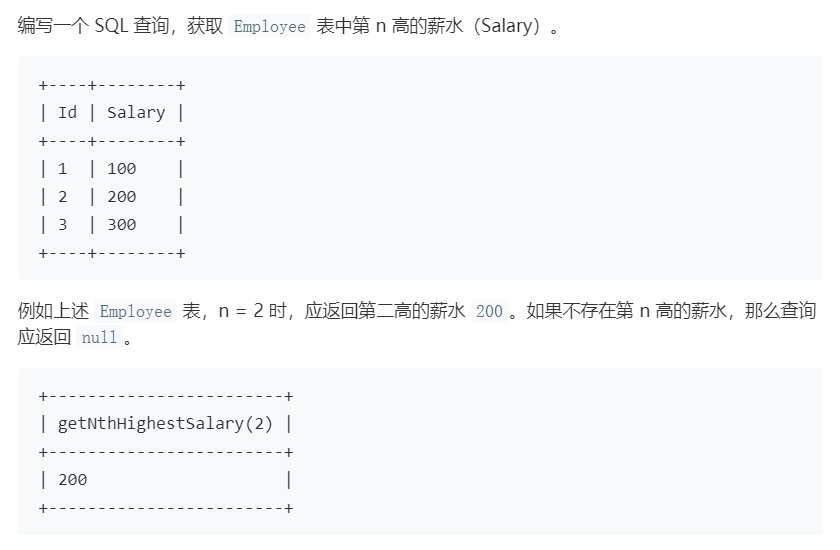 编写一个 SQL 查询，获取 Employee 表中第 n 高的薪水（Salary）。
+----+--------+
| Id | Salary |
+----+--------+
| 1  | 100    |
| 2  | 200    |
| 3  | 300    |
+----+--------+
例如上述 Employee 表，n = 2 时，应返回第二高的薪水 200 。如果不存在第 n 高的薪水，那么查询
应返回 null 。
+------------------------+
| getNthHighestSalary(2) |
+------------------------+
| 200                    |
+------------------------+